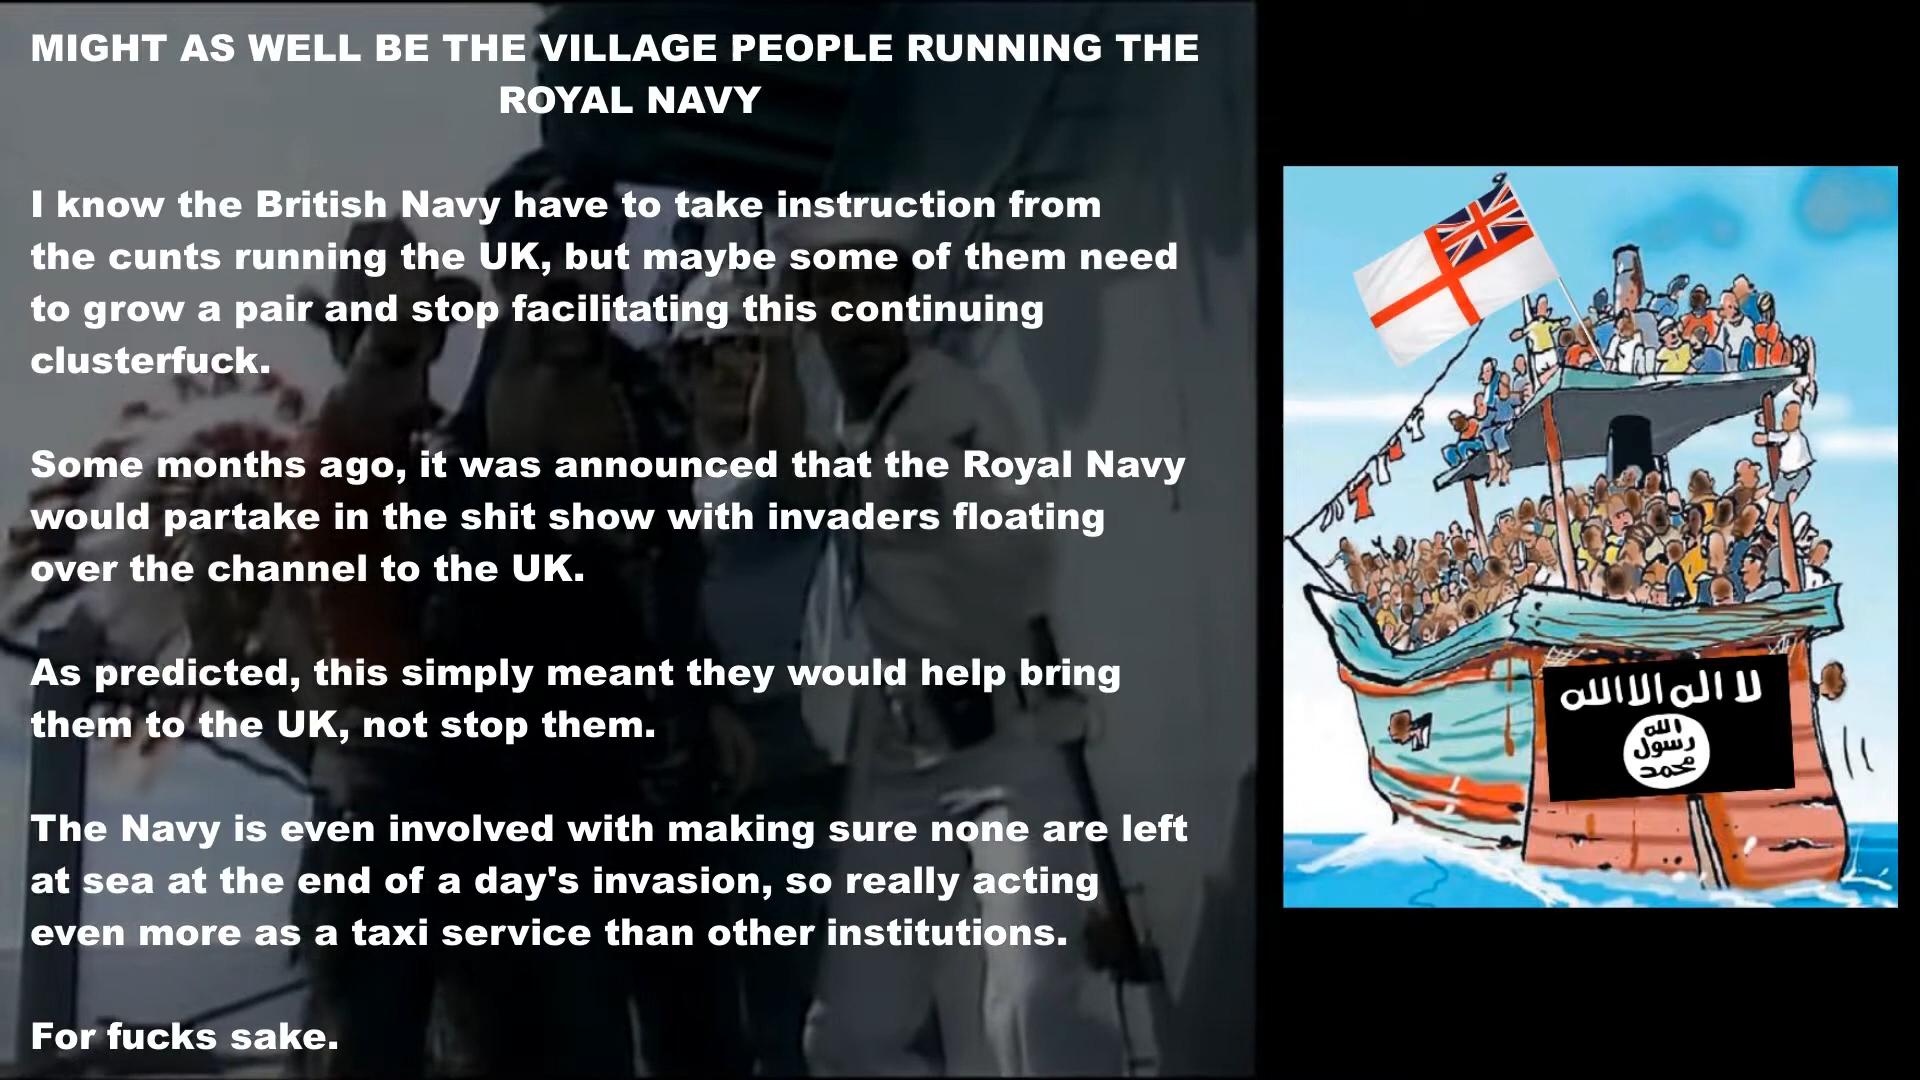 MIGHT AS WELL BE THE VILLAGE PEOPLE RUNNING THE
ROYAL NAVY
I know the British Navy have to take instruction from
the cunts running the UK, but maybe some of them need
to grow a pair and stop facilitating this continuing
clusterfuck.
Some months ago, it was announced that the Royal Navy
would partake in the shit show with invaders floating
over the channel to the UK.
As predicted, this simply meant they would help bring
them to the UK, not stop them.
The Navy is even involved with making sure none are left
at sea at the end of a day's invasion, so really acting
even more as a taxi service than other institutions.
For fucks sake.
لا اله الا الله
الله
رسول
محمد